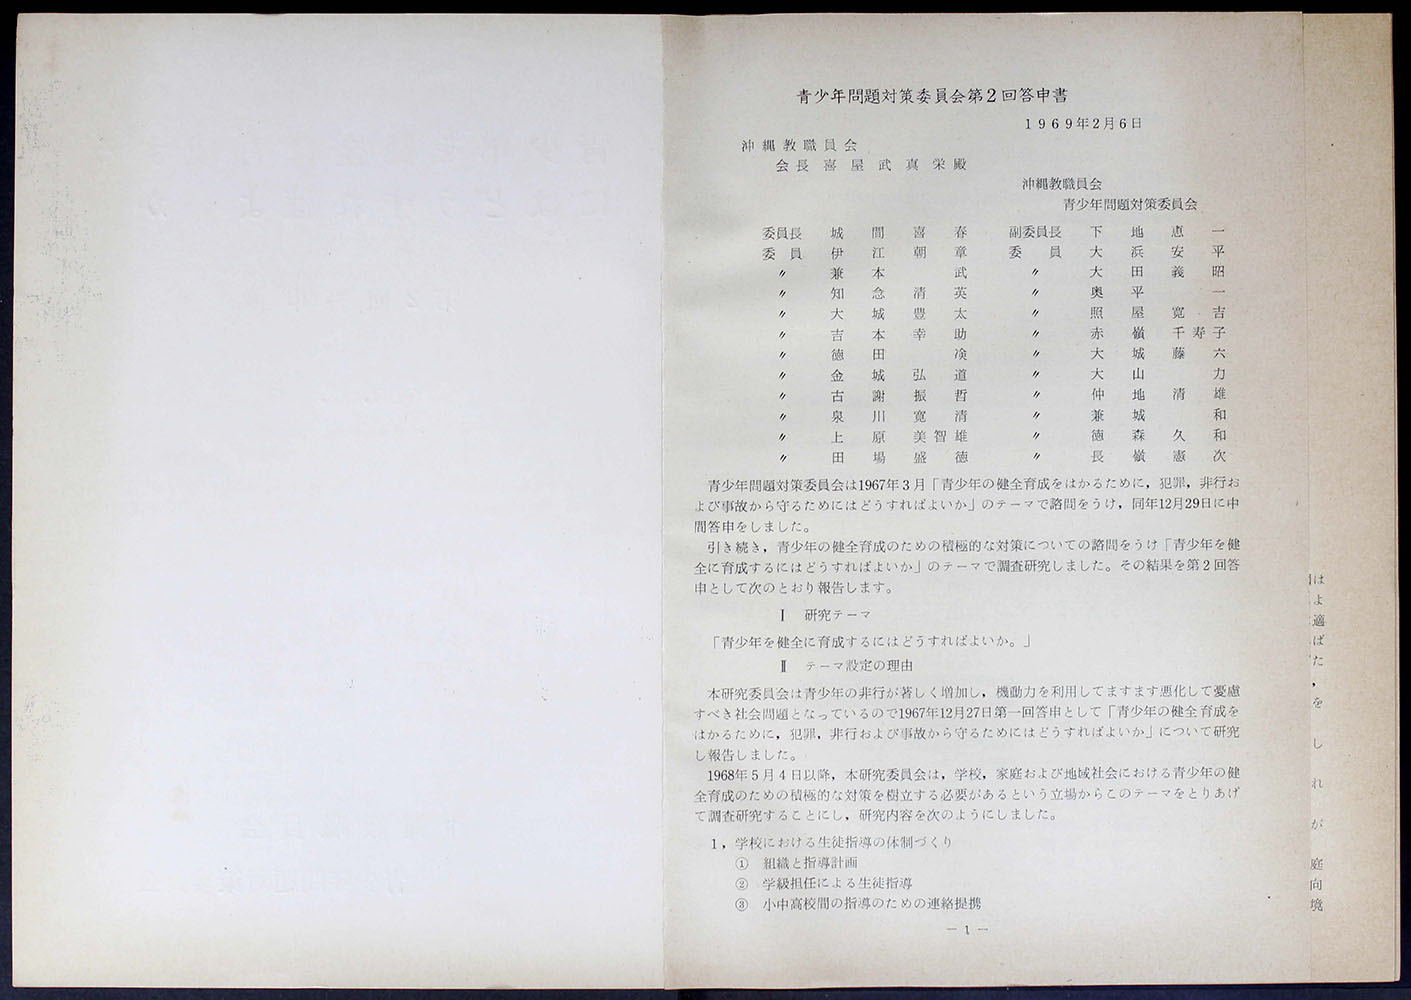 青少年問題対策委員会第2回答申書
1969年2月6日
沖縄教職員会
会長 喜屋武真栄殿
沖縄教職員会
青少年問題対策委員会
委員長 城間喜春 副委員長 下地恵一
委員 伊江朝章 委員 大浜安平
〃 兼本武 〃 大田義昭
〃 知念清英 〃 奥平一
〃 大城豊太 〃 照屋寛吉
〃 吉本幸助 〃 赤嶺千寿子
〃 徳田 〃 大城藤六
〃 金城弘道 〃 大山力
〃 古謝振哲 〃 仲地清雄
〃 泉川寛清 〃 兼城和
〃 上原美智雄 〃 徳森久和
〃 田場盛徳 〃 長嶺憲次
青少年問題対策委員会は1967年3月「青少年の健全育成をはかるために，犯罪，非行お
よび事故から守るためにはどうすればよいか」のテーマで諮問をうけ，同年12月29日に中
間答申をしました。
引き続き，青少年の健全育成のための積極的な対策についての諮問をうけ「青少年を健
全に育成するにはどうすればよいか」のテーマで調査研究しました。その結果を第2回答
申として次のとおり報告します。
Ⅰ 研究テーマ
「青少年を健全に育成するにはどうすればよいか。」
Ⅱ テーマ設定の理由
本研究委員会は青少年の非行が著しく増加し，機動力を利用してますます悪化して憂慮
すべき社会問題となっているので1967年12月27日第一回答申として「青少年の健全育成を
はかるために，犯罪，非行および事故から守るためにはどうすればよいか」について研究
し報告しました。
1968年5月4日以降，本研究委員会は，学校，家庭および地域社会における青少年の健
全育成のための積極的な対策を樹立する必要があるという立場からこのテーマをとりあげ
て調査研究することにし，研究内容を次のようにしました。
1，学校における生徒指導の体制づくり
① 組織と指導計画
② 学級担任による生徒指導
③ 小中高校間の指導のための連絡提携
－1－
は
よ
適
ば
た
，
を
し
れ
が
庭
向
境